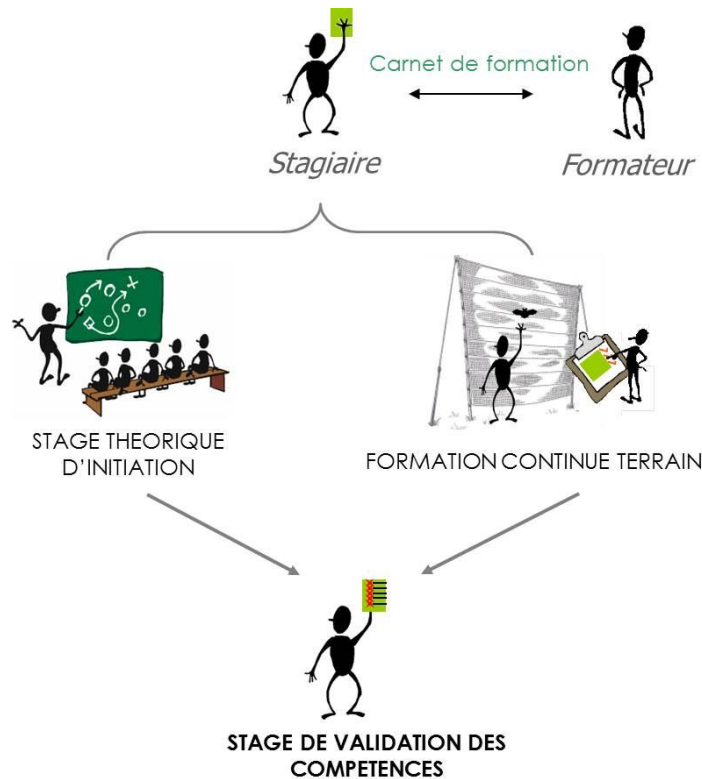 Carnet de formation
Stagiaire
Formateur
STAGE THEORIQUE
D'INITIATION
FORMATION CONTINUE TERRAIN
STAGE DE VALIDATION DES
COMPETENCES